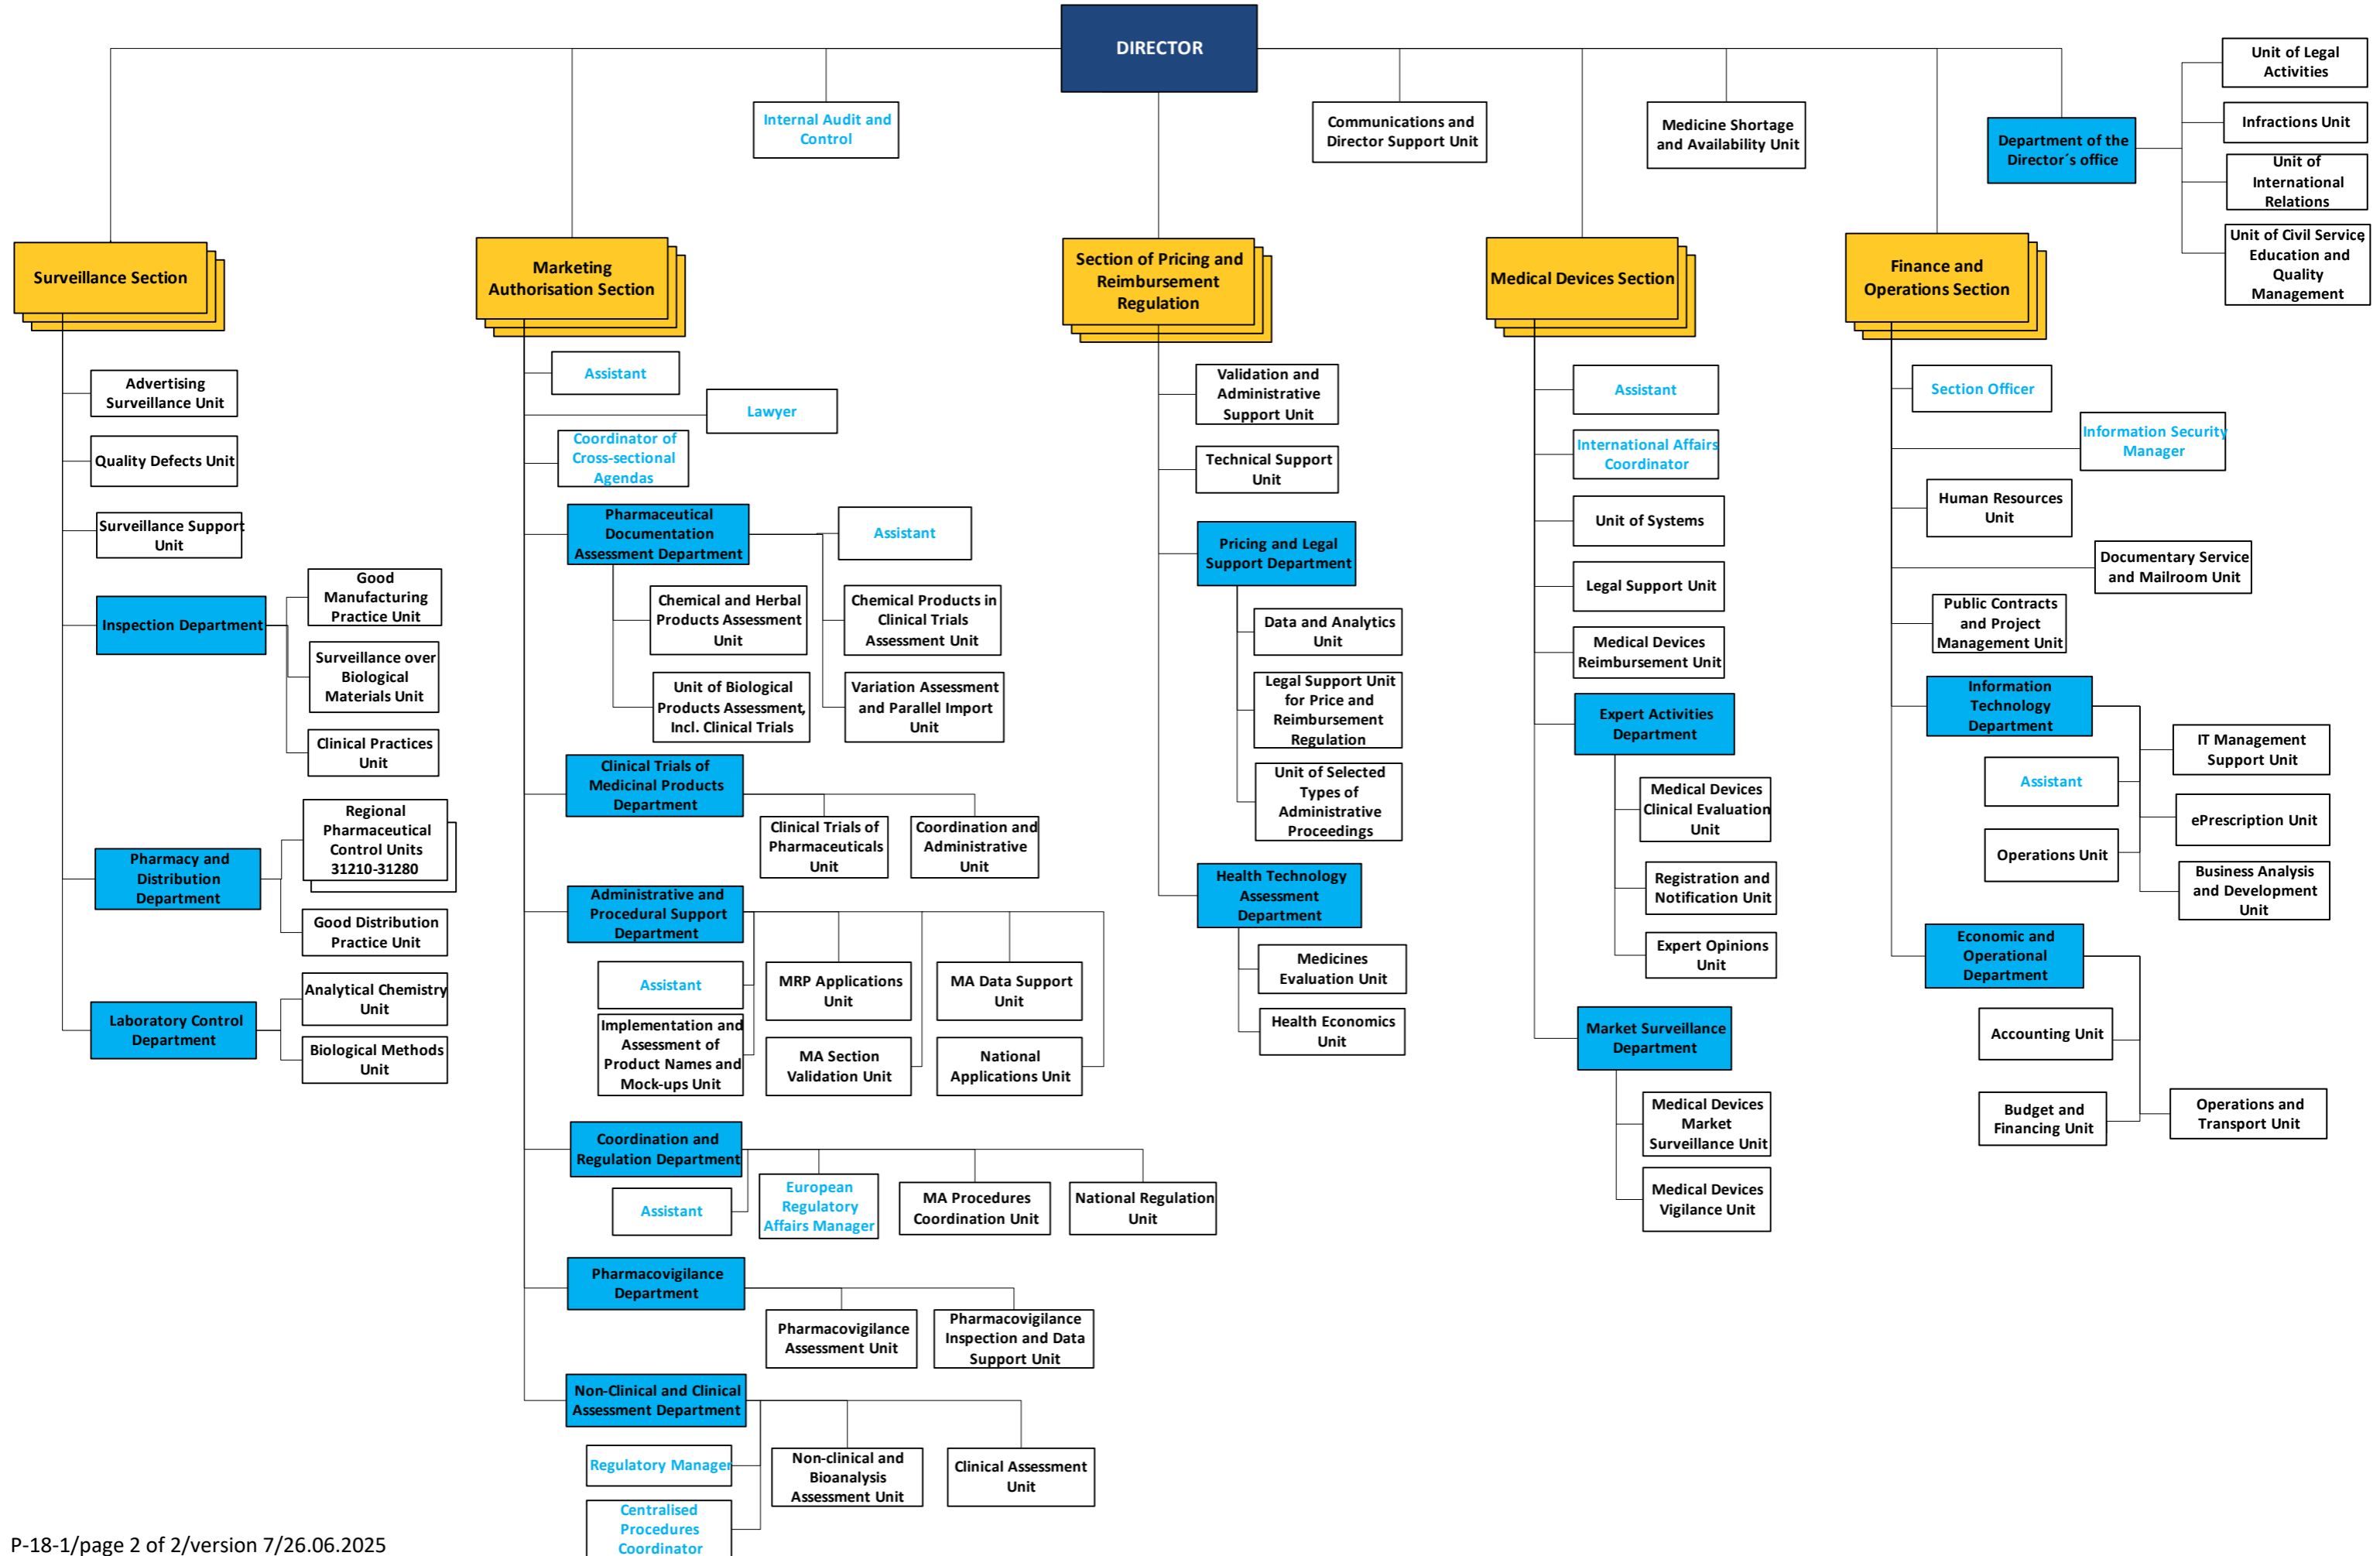 DIRECTOR
Internal Audit and
Control
Communications and
Director Support Unit
Medicine Shortage
and Availability Unit
Department of the
Director´s office
Unit of Legal
Activities
Infractions Unit
Unit of
International
Relations
Unit of Civil Service,
Education and
Quality
Management
Surveillance Section
Advertising
Surveillance Unit
Quality Defects Unit
Surveillance Support
Unit
Inspection Department
Good
Manufacturing
Practice Unit
Surveillance over
Biological
Materials Unit
Clinical Practices
Unit
Pharmacy and
Distribution
Department
Regional
Pharmaceutical
Control Units
31210-31280
Good Distribution
Practice Unit
Laboratory Control
Department
Analytical Chemistry
Unit
Biological Methods
Unit
Marketing
Authorisation Section
Assistant
Lawyer
Coordinator of
Cross-sectional
Agendas
Pharmaceutical
Documentation
Assessment Department
Assistant
Chemical and Herbal
Products Assessment
Unit
Chemical Products in
Clinical Trials
Assessment Unit
Unit of Biological
Products Assessment,
Incl. Clinical Trials
Variation Assessment
and Parallel Import
Unit
Clinical Trials of
Medicinal Products
Department
Clinical Trials of
Pharmaceuticals
Unit
Coordination and
Administrative
Unit
Administrative and
Procedural Support
Department
Assistant
MRP Applications
Unit
MA Data Support
Unit
Implementation and
Assessment of
Product Names and
Mock-ups Unit
MA Section
Validation Unit
National
Applications Unit
Coordination and
Regulation Department
Assistant
European
Regulatory
Affairs Manager
MA Procedures
Coordination Unit
National Regulation
Unit
Pharmacovigilance
Department
Pharmacovigilance
Assessment Unit
Pharmacovigilance
Inspection and Data
Support Unit
Non-Clinical and Clinical
Assessment Department
Regulatory Manager
Non-clinical and
Bioanalysis
Assessment Unit
Clinical Assessment
Unit
Centralised
Procedures
Coordinator
Section of Pricing and
Reimbursement
Regulation
Validation and
Administrative
Support Unit
Technical Support
Unit
Pricing and Legal
Support Department
Data and Analytics
Unit
Legal Support Unit
for Price and
Reimbursement
Regulation
Unit of Selected
Types of
Administrative
Proceedings
Health Technology
Assessment
Department
Medicines
Evaluation Unit
Health Economics
Unit
Medical Devices Section
Assistant
International Affairs
Coordinator
Unit of Systems
Legal Support Unit
Medical Devices
Reimbursement Unit
Expert Activities
Department
Medical Devices
Clinical Evaluation
Unit
Registration and
Notification Unit
Expert Opinions
Unit
Market Surveillance
Department
Medical Devices
Market
Surveillance Unit
Medical Devices
Vigilance Unit
Finance and
Operations Section
Section Officer
Information Security
Manager
Human Resources
Unit
Documentary Service
and Mailroom Unit
Public Contracts
and Project
Management Unit
Information
Technology
Department
IT Management
Support Unit
Assistant
ePrescription Unit
Operations Unit
Business Analysis
and Development
Unit
Economic and
Operational
Department
Accounting Unit
Budget and
Financing Unit
Operations and
Transport Unit
P-18-1/page 2 of 2/version 7/26.06.2025